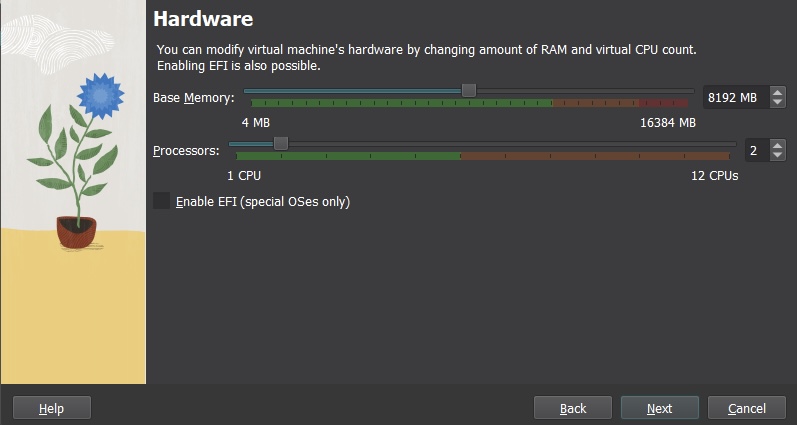 Hardware
You can modify virtual machine's hardware by changing amount of RAM and virtual CPU count.
Enabling EFI is also possible.
Base Memory:
8192 MB
4 MB
16384 MB
Processors:
2
1 CPU
12 CPUs
Enable EFI (special OSes only)
Help
Back
Next
Cancel